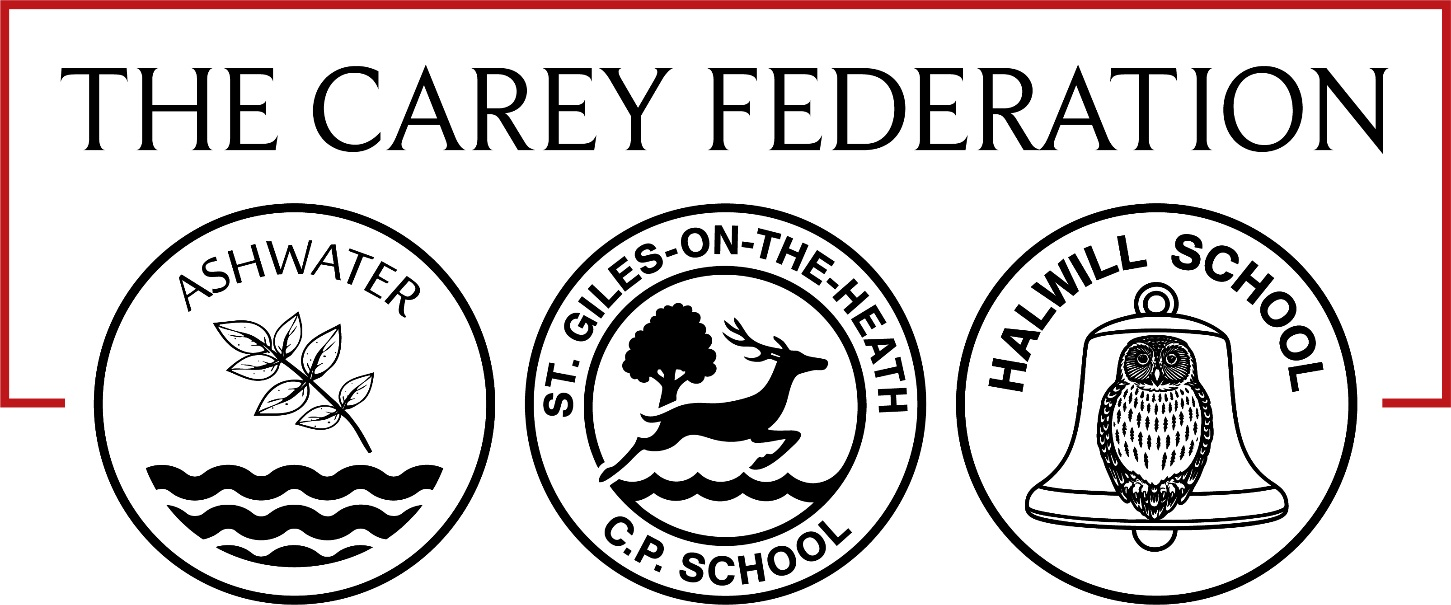 THE CAREY FEDERATION
ASHWATER
ST. GILES-ON-THE-HEATH
C.P. SCHOOL
HALWILL SCHOOL